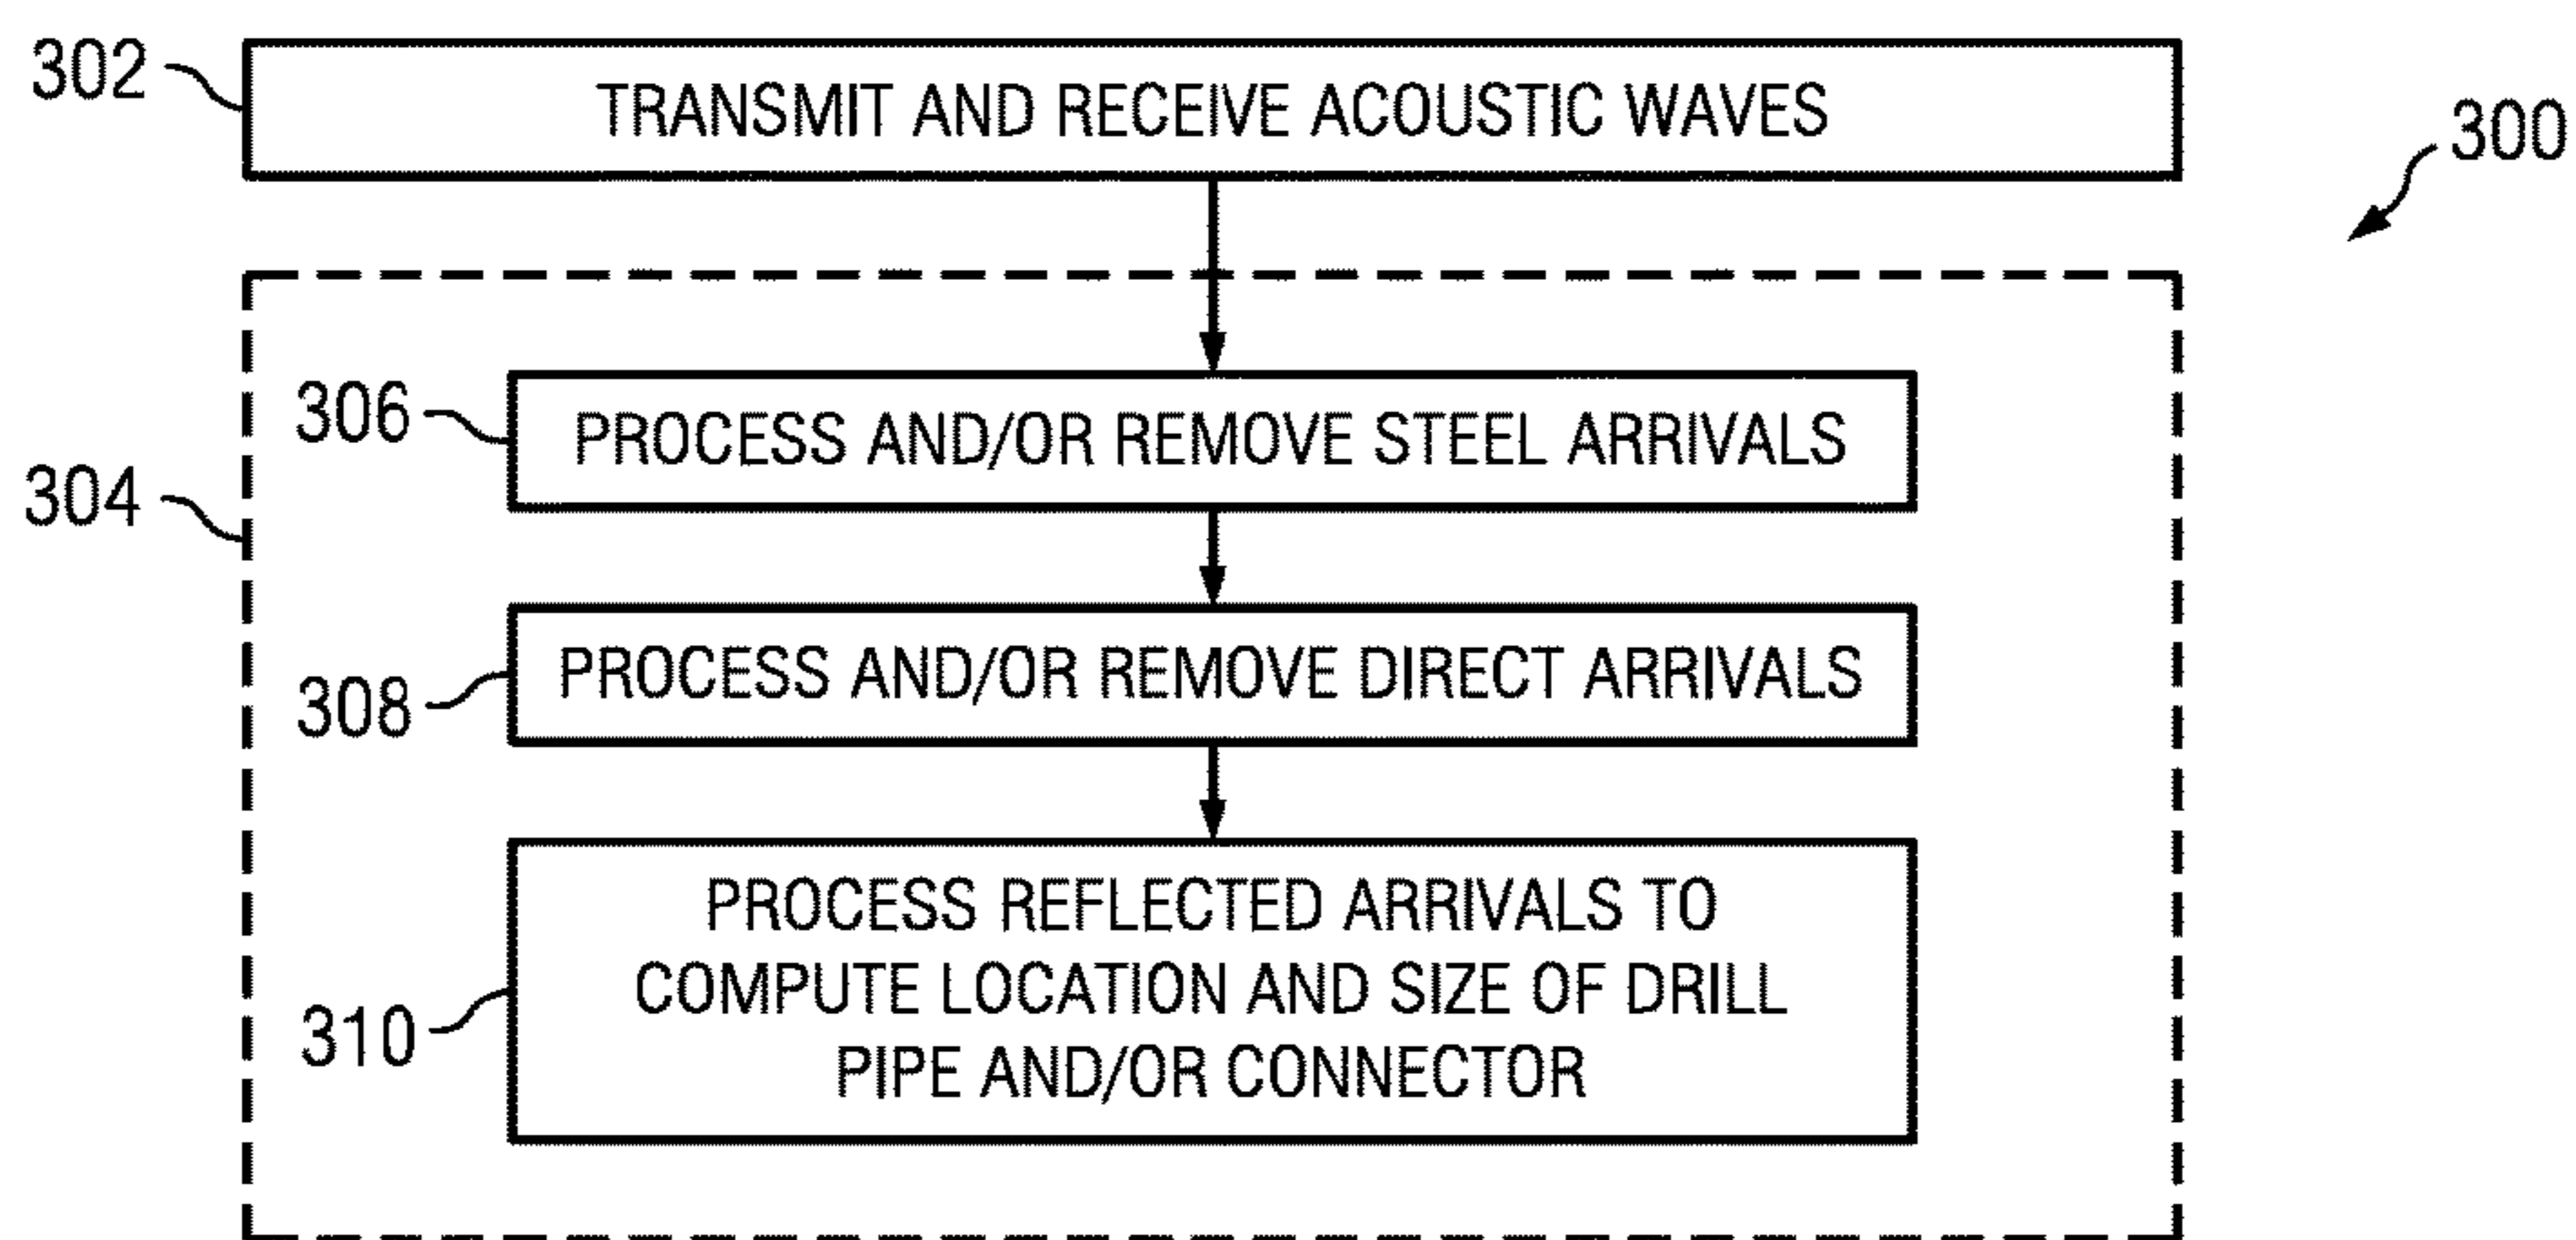 302
TRANSMIT AND RECEIVE ACOUSTIC WAVES
300
306
PROCESS AND/OR REMOVE STEEL ARRIVALS
304
308
PROCESS AND/OR REMOVE DIRECT ARRIVALS
310
PROCESS REFLECTED ARRIVALS TO
COMPUTE LOCATION AND SIZE OF DRILL
PIPE AND/OR CONNECTOR